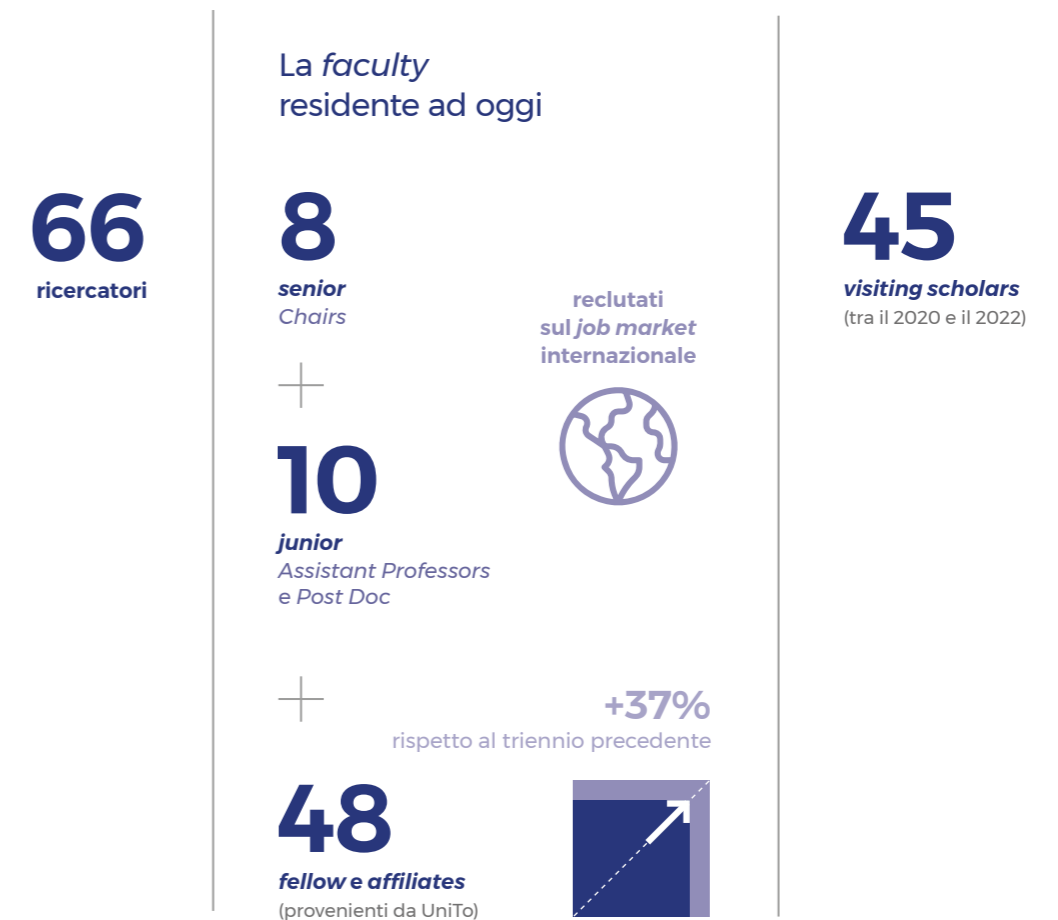 66
ricercatori
La faculty
residente ad oggi
8
senior
Chairs
reclutati
sul job market
internazionale
10
junior
Assistant Professors
e Post Doc
+37%
rispetto al triennio precedente
48
fellow e affiliates
(provenienti da UniTo)
45
visiting scholars
(tra il 2020 e il 2022)